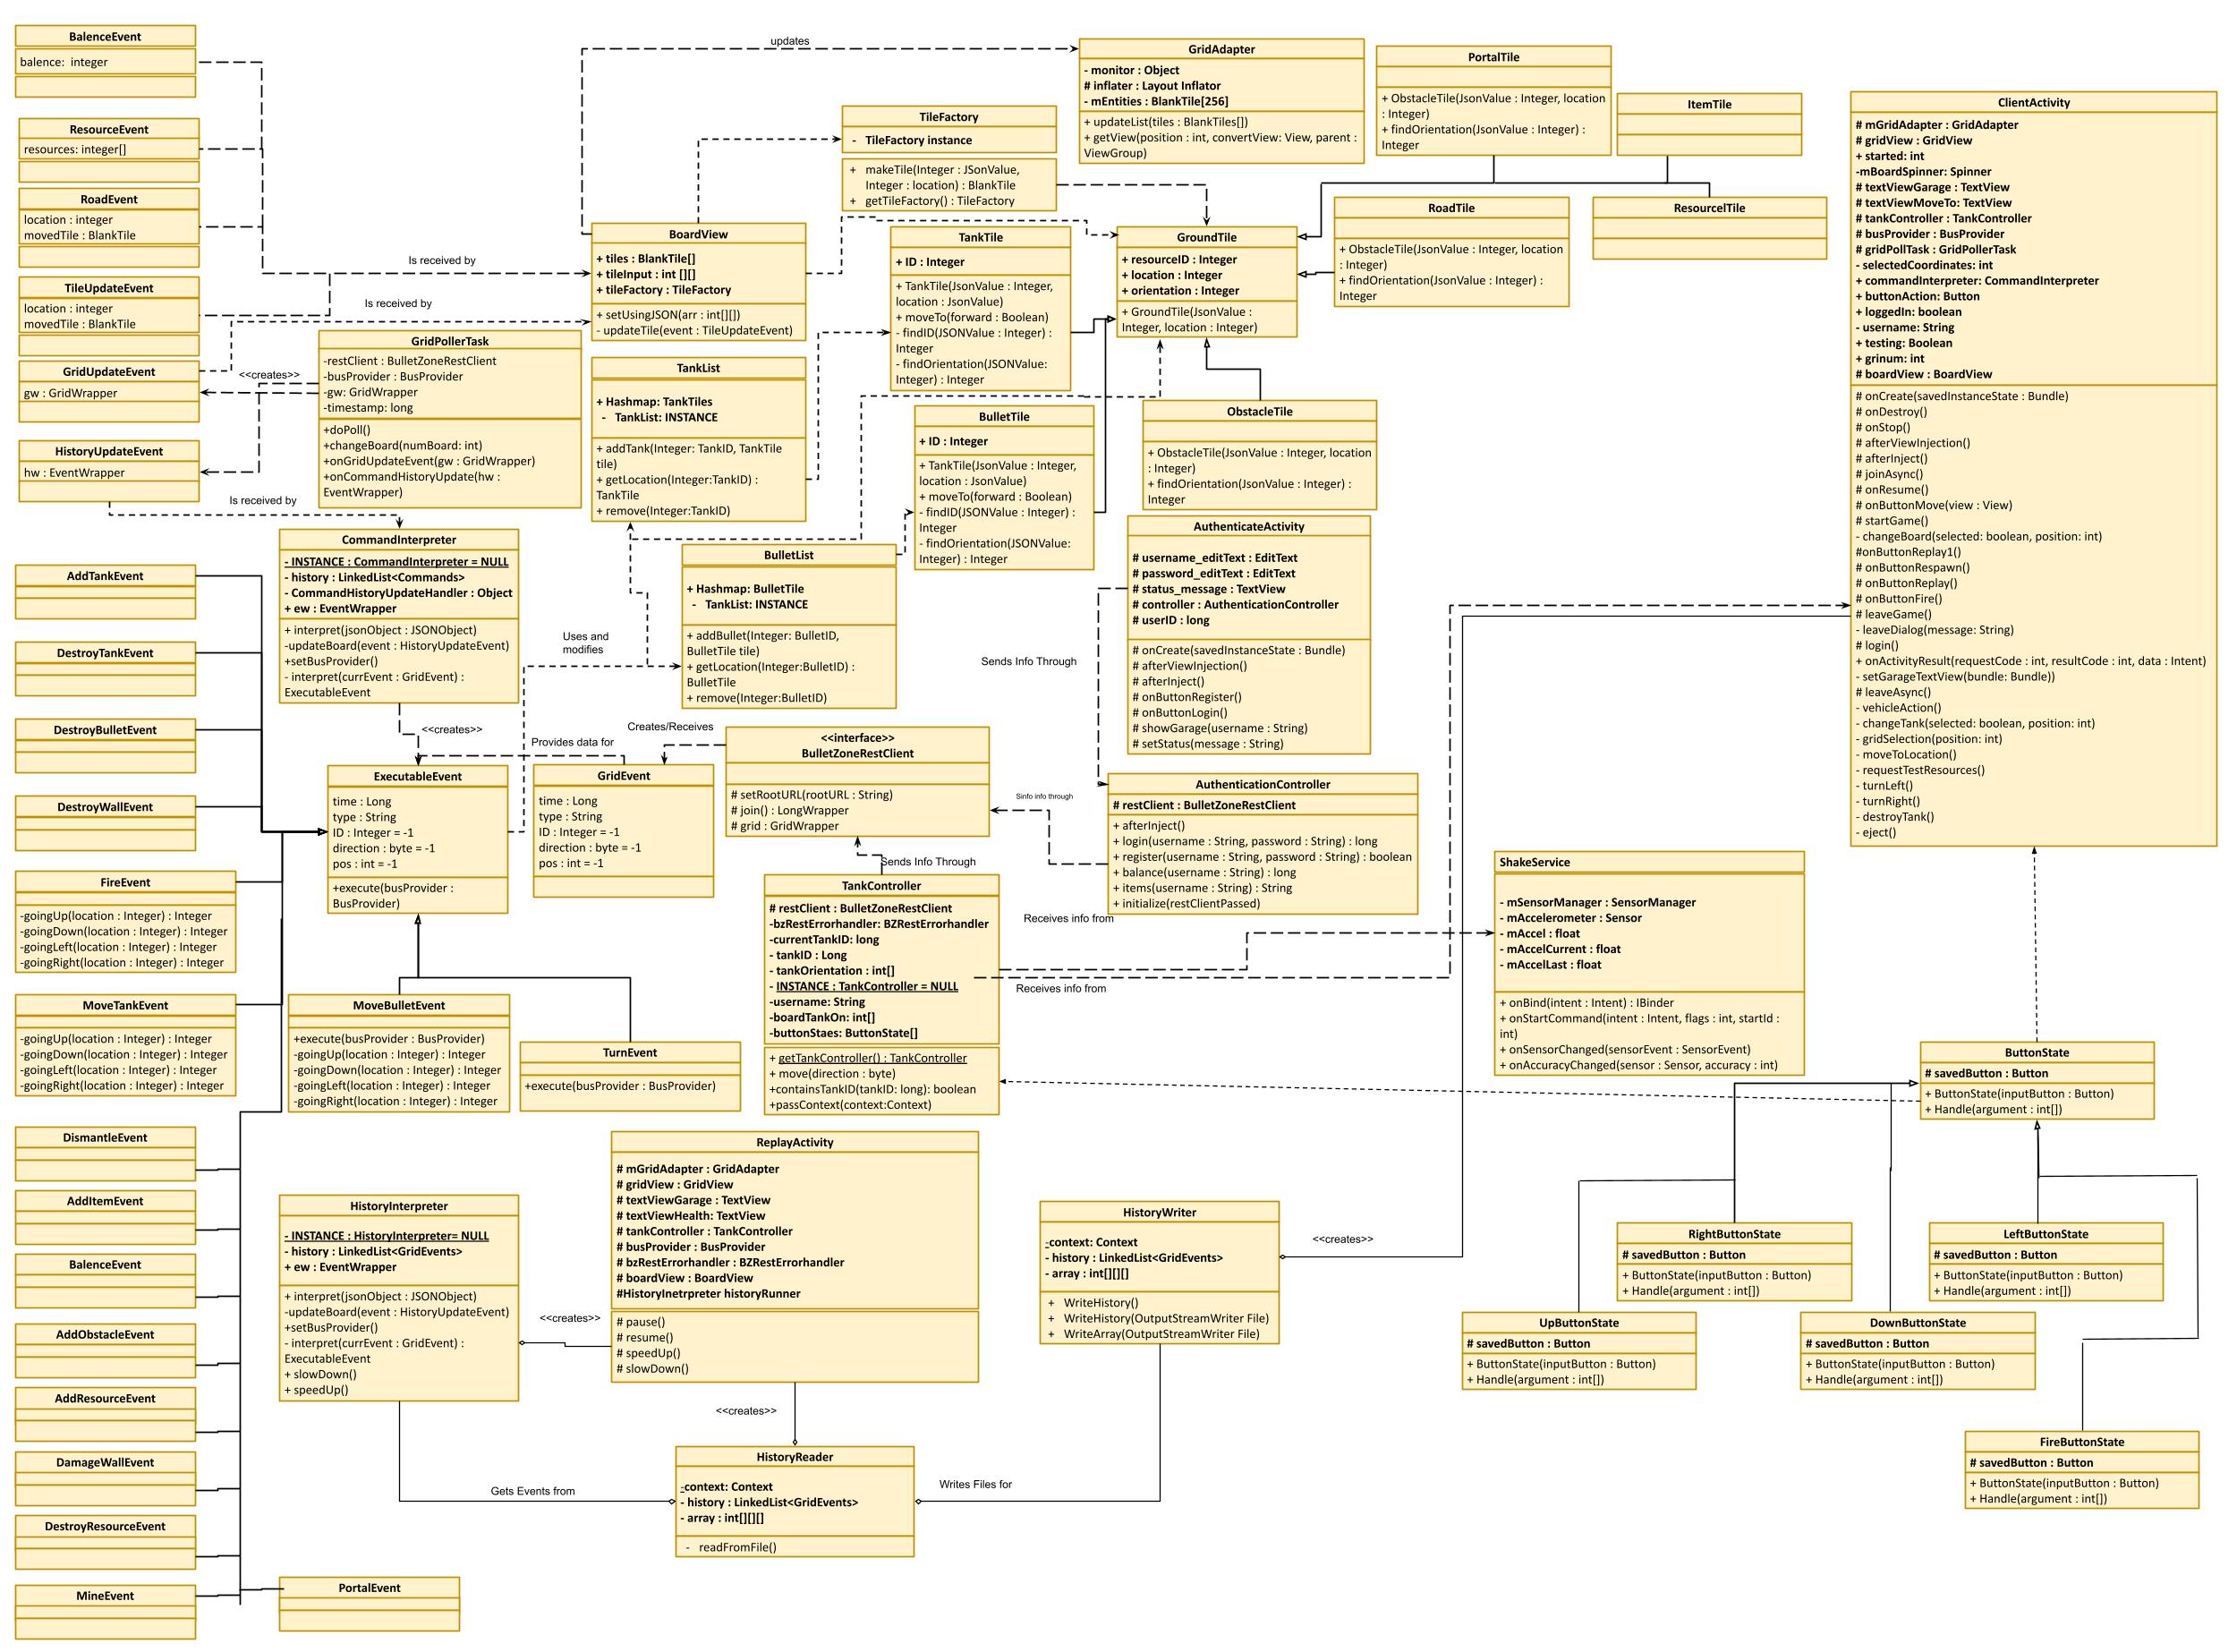 BalenceEvent
balence:  integer
ResourceEvent
resources: integer[]
RoadEvent
location : integer
movedTile : BlankTile
TileUpdateEvent
location : integer
movedTile : BlankTile
GridUpdateEvent
gw : GridWrapper
HistoryUpdateEvent
hw : EventWrapper
<<creates>>
Is received by
GridPollerTask
-restClient : BulletZoneRestClient
-busProvider : BusProvider
-gw: GridWrapper
-timestamp: long
+doPoll()
+changeBoard(numBoard: int)
+onGridUpdateEvent(gw : GridWrapper)
+onCommandHistoryUpdate(hw :
EventWrapper)
Is received by
Is received by
updates
BoardView
+ tiles : BlankTile[]
+ tileInput : int [][]
+ tileFactory : TileFactory
+ setUsingJSON(arr : int[][])
- updateTile(event : TileUpdateEvent)
TileFactory
-   TileFactory instance
+   makeTile(Integer : JSonValue,
Integer : location) : BlankTile
+   getTileFactory() : TileFactory
GridAdapter
- monitor : Object
# inflater : Layout Inflator
- mEntities : BlankTile[256]
+ updateList(tiles : BlankTiles[])
+ getView(position : int, convertView: View, parent :
ViewGroup)
PortalTile
+ ObstacleTile(JsonValue : Integer, location
: Integer)
+ findOrientation(JsonValue : Integer) :
Integer
ItemTile
RoadTile
+ ObstacleTile(JsonValue : Integer, location
: Integer)
+ findOrientation(JsonValue : Integer) :
Integer
ResourcelTile
TankTile
+ ID : Integer
+ TankTile(JsonValue : Integer,
location : JsonValue)
+ moveTo(forward : Boolean)
- findID(JSONValue : Integer) :
Integer
- findOrientation(JSONValue:
Integer) : Integer
GroundTile
+ resourceID : Integer
+ location : Integer
+ orientation : Integer
+ GroundTile(JsonValue :
Integer, location : Integer)
TankList
+ Hashmap: TankTiles
-   TankList: INSTANCE
+ addTank(Integer: TankID, TankTile
tile)
+ getLocation(Integer:TankID) :
TankTile
+ remove(Integer:TankID)
BulletTile
+ ID : Integer
+ TankTile(JsonValue : Integer,
location : JsonValue)
+ moveTo(forward : Boolean)
- findID(JSONValue : Integer) :
Integer
- findOrientation(JSONValue:
Integer) : Integer
ObstacleTile
+ ObstacleTile(JsonValue : Integer, location
: Integer)
+ findOrientation(JsonValue : Integer) :
Integer
ClientActivity
# mGridAdapter : GridAdapter
# gridView : GridView
+ started: int
-mBoardSpinner: Spinner
# textViewGarage : TextView
# textViewMoveTo: TextView
# tankController : TankController
# busProvider : BusProvider
# gridPollTask : GridPollerTask
- selectedCoordinates: int
+ commandInterpreter: CommandInterpreter
+ buttonAction: Button
+ loggedIn: boolean
- username: String
+ testing: Boolean
+ grinum: int
# boardView : BoardView
# onCreate(savedInstanceState : Bundle)
# onDestroy()
# onStop()
# afterViewInjection()
# afterInject()
# joinAsync()
# onResume()
# onButtonMove(view : View)
# startGame()
- changeBoard(selected: boolean, position: int)
#onButtonReplay1()
# onButtonRespawn()
# onButtonReplay()
# onButtonFire()
# leaveGame()
- leaveDialog(message: String)
# login()
+ onActivityResult(requestCode : int, resultCode : int, data : Intent)
- setGarageTextView(bundle: Bundle))
# leaveAsync()
- vehicleAction()
- changeTank(selected: boolean, position: int)
- gridSelection(position: int)
- moveToLocation()
- requestTestResources()
- turnLeft()
- turnRight()
- destroyTank()
- eject()
CommandInterpreter
- INSTANCE : CommandInterpreter = NULL
- history : LinkedList<Commands>
- CommandHistoryUpdateHandler : Object
+ ew : EventWrapper
+ interpret(jsonObject : JSONObject)
-updateBoard(event : HistoryUpdateEvent)
+setBusProvider()
- interpret(currEvent : GridEvent) :
ExecutableEvent
BulletList
+ Hashmap: BulletTile
-   TankList: INSTANCE
+ addBullet(Integer: BulletID,
BulletTile tile)
+ getLocation(Integer:BulletID) :
BulletTile
+ remove(Integer:BulletID)
Uses and
modifies
AuthenticateActivity
# username_editText : EditText
# password_editText : EditText
# status_message : TextView
# controller : AuthenticationController
# userID : long
# onCreate(savedInstanceState : Bundle)
# afterViewInjection()
# afterInject()
# onButtonRegister()
# onButtonLogin()
# showGarage(username : String)
# setStatus(message : String)
Sends Info Through
AddTankEvent
DestroyTankEvent
DestroyBulletEvent
DestroyWallEvent
FireEvent
-goingUp(location : Integer) : Integer
-goingDown(location : Integer) : Integer
-goingLeft(location : Integer) : Integer
-goingRight(location : Integer) : Integer
MoveTankEvent
-goingUp(location : Integer) : Integer
-goingDown(location : Integer) : Integer
-goingLeft(location : Integer) : Integer
-goingRight(location : Integer) : Integer
<<creates>>
Provides data for
Creates/Receives
ExecutableEvent
time : Long
type : String
ID : Integer = -1
direction : byte = -1
pos : int = -1
+execute(busProvider :
BusProvider)
GridEvent
time : Long
type : String
ID : Integer = -1
direction : byte = -1
pos : int = -1
<<interface>>
BulletZoneRestClient
# setRootURL(rootURL : String)
# join() : LongWrapper
# grid : GridWrapper
Sinfo info through
AuthenticationController
# restClient : BulletZoneRestClient
+ afterInject()
+ login(username : String, password : String) : long
+ register(username : String, password : String) : boolean
+ balance(username : String) : long
+ items(username : String) : String
+ initialize(restClientPassed)
Sends Info Through
TankController
# restClient : BulletZoneRestClient
-bzRestErrorhandler: BZRestErrorhandler
-currentTankID: long
- tankID : Long
- tankOrientation : int[]
- INSTANCE : TankController = NULL
-username: String
-boardTankOn: int[]
-buttonStaes: ButtonState[]
+ getTankController() : TankController
+ move(direction : byte)
+containsTankID(tankID: long): boolean
+passContext(context:Context)
Receives info from
Receives info from
ShakeService
- mSensorManager : SensorManager
- mAccelerometer : Sensor
- mAccel : float
- mAccelCurrent : float
- mAccelLast : float
+ onBind(intent : Intent) : IBinder
+ onStartCommand(intent : Intent, flags : int, startId :
int)
+ onSensorChanged(sensorEvent : SensorEvent)
+ onAccuracyChanged(sensor : Sensor, accuracy : int)
MoveBulletEvent
+execute(busProvider : BusProvider)
-goingUp(location : Integer) : Integer
-goingDown(location : Integer) : Integer
-goingLeft(location : Integer) : Integer
-goingRight(location : Integer) : Integer
TurnEvent
+execute(busProvider : BusProvider)
ButtonState
# savedButton : Button
+ ButtonState(inputButton : Button)
+ Handle(argument : int[])
DismantleEvent
AddItemEvent
BalenceEvent
AddObstacleEvent
AddResourceEvent
DamageWallEvent
DestroyResourceEvent
MineEvent
PortalEvent
HistoryInterpreter
- INSTANCE : HistoryInterpreter= NULL
- history : LinkedList<GridEvents>
+ ew : EventWrapper
+ interpret(jsonObject : JSONObject)
-updateBoard(event : HistoryUpdateEvent)
+setBusProvider()
- interpret(currEvent : GridEvent) :
ExecutableEvent
+ slowDown()
+ speedUp()
<<creates>>
ReplayActivity
# mGridAdapter : GridAdapter
# gridView : GridView
# textViewGarage : TextView
# textViewHealth: TextView
# tankController : TankController
# busProvider : BusProvider
# bzRestErrorhandler : BZRestErrorhandler
# boardView : BoardView
#HistoryInetrpreter historyRunner
# pause()
# resume()
# speedUp()
# slowDown()
<<creates>>
HistoryWriter
-context: Context
- history : LinkedList<GridEvents>
- array : int[][][]
+   WriteHistory()
+   WriteHistory(OutputStreamWriter File)
+   WriteArray(OutputStreamWriter File)
<<creates>>
Gets Events from
HistoryReader
-context: Context
- history : LinkedList<GridEvents>
- array : int[][][]
-   readFromFile()
Writes Files for
RightButtonState
# savedButton : Button
+ ButtonState(inputButton : Button)
+ Handle(argument : int[])
LeftButtonState
# savedButton : Button
+ ButtonState(inputButton : Button)
+ Handle(argument : int[])
UpButtonState
# savedButton : Button
+ ButtonState(inputButton : Button)
+ Handle(argument : int[])
DownButtonState
# savedButton : Button
+ ButtonState(inputButton : Button)
+ Handle(argument : int[])
FireButtonState
# savedButton : Button
+ ButtonState(inputButton : Button)
+ Handle(argument : int[])